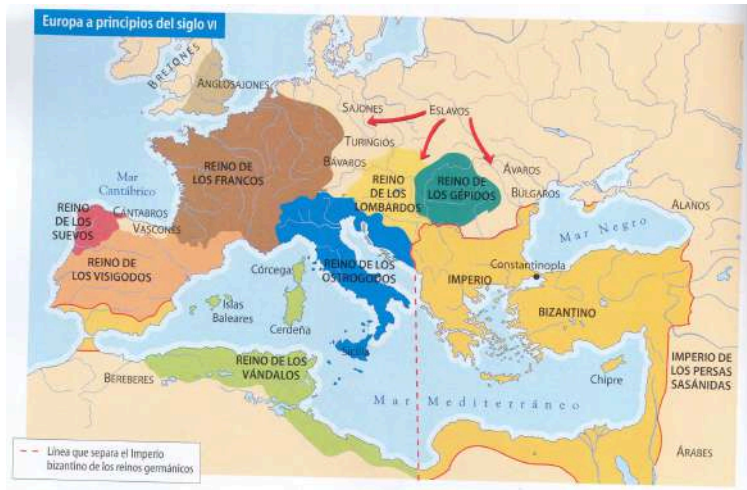 Europa a principios del siglo VI
BRETONES
ANGLOSAJONES
SAJONES
ESLAVOS
TURINGIOS
BÁVAROS
REINO DE
LOS FRANCOS
REINO
DE LOS
LOMBARDOS
REINO DE
LOS GÉPIDOS
ÁVAROS
BÚLGAROS
ALANOS
Mar
Cantábrico
REINO
DE LOS
SUEVOS
CÁNTABROS
VASCONES
Mar Negro
REINO DE
LOS VISIGODOS
Córcega
REINO DE LOS
OSTROGODOS
IMPERIO
Constantinopla
BIZANTINO
Islas
Baleares
Cerdeña
Sicilia
REINO DE LOS
VÁNDALOS
IMPERIO DE
LOS PERSAS
SASÁNIDAS
BEREBERES
Chipre
Mar Mediterráneo
ÁRABES
Línea que separa el Imperio
bizantino de los reinos germánicos